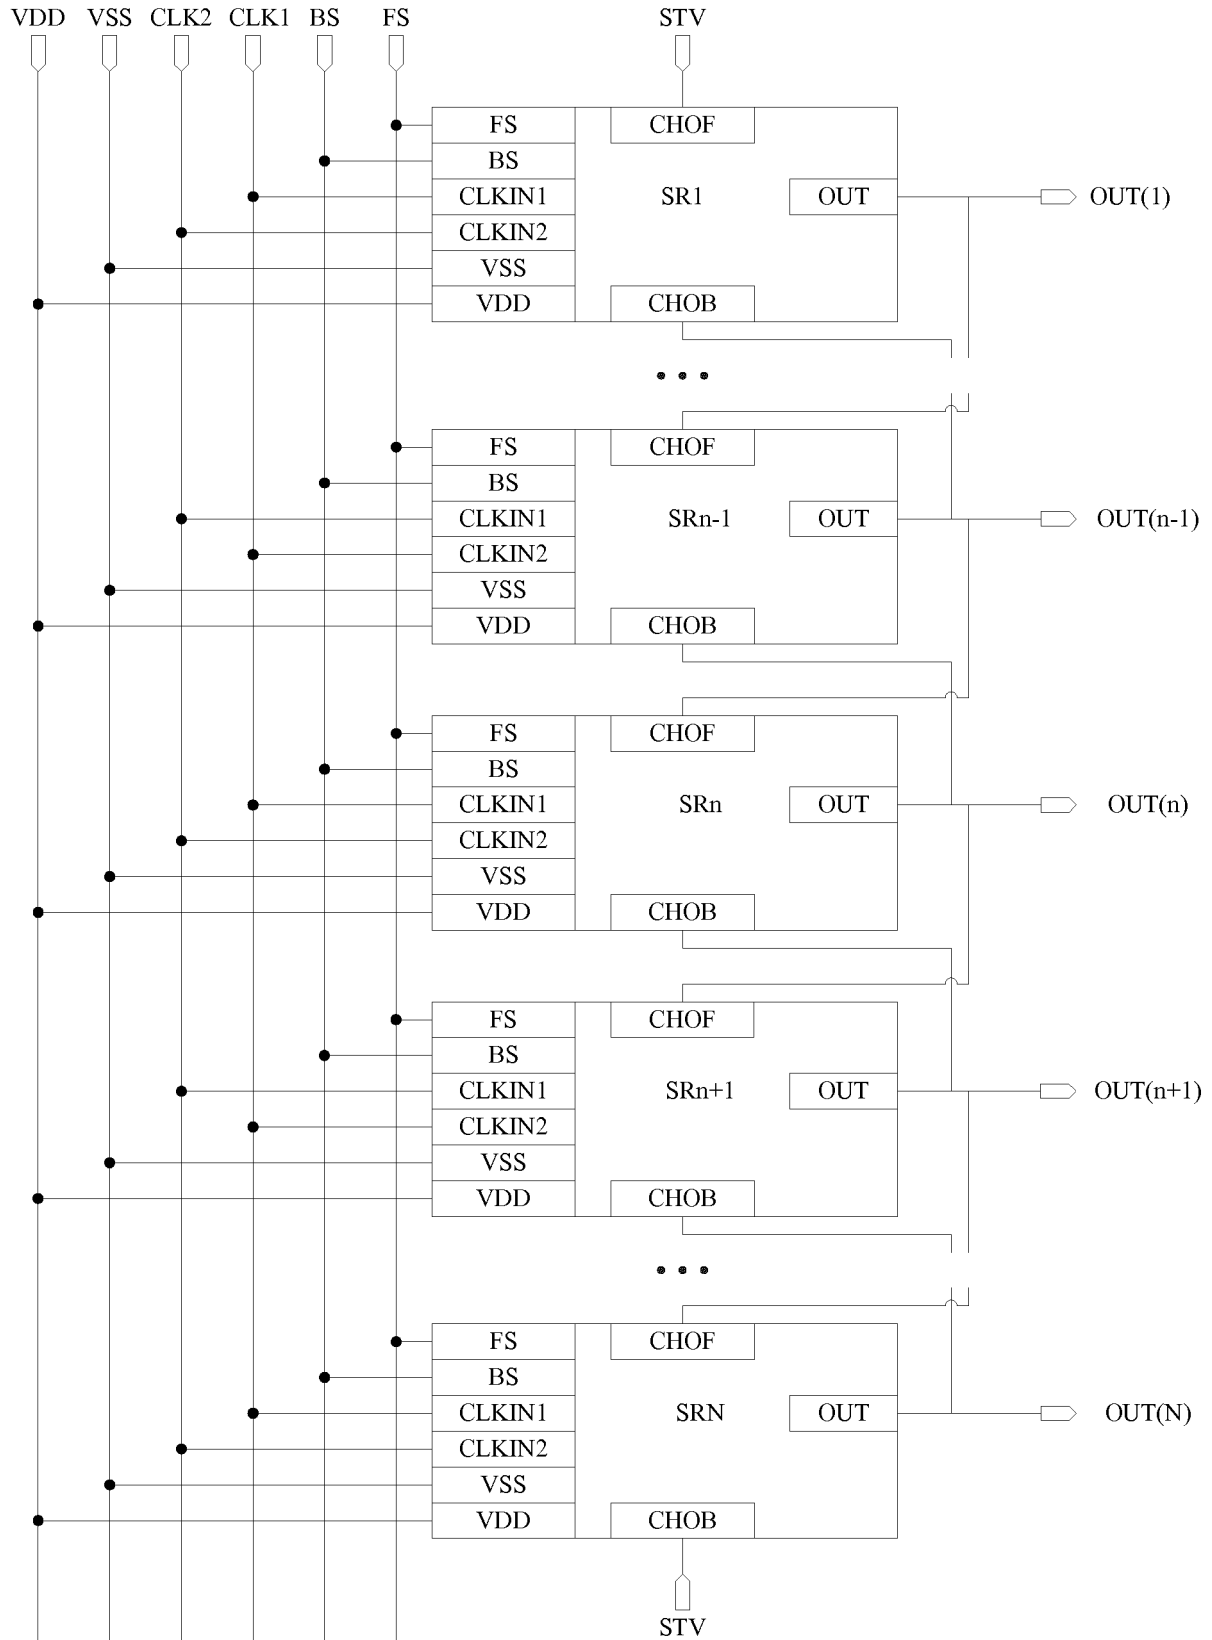 VDD VSS CLK2 CLK1 BS FS STV
FS CHOF
BS
CLKIN1 SR1 OUT OUT(1)
CLKIN2
VSS
VDD CHOB
FS CHOF
BS
CLKIN1 SRn-1 OUT OUT(n-1)
CLKIN2
VSS
VDD CHOB
FS CHOF
BS
CLKIN1 SRn OUT OUT(n)
CLKIN2
VSS
VDD CHOB
FS CHOF
BS
CLKIN1 SRn+1 OUT OUT(n+1)
CLKIN2
VSS
VDD CHOB
FS CHOF
BS
CLKIN1 SRN OUT OUT(N)
CLKIN2
VSS
VDD CHOB
STV